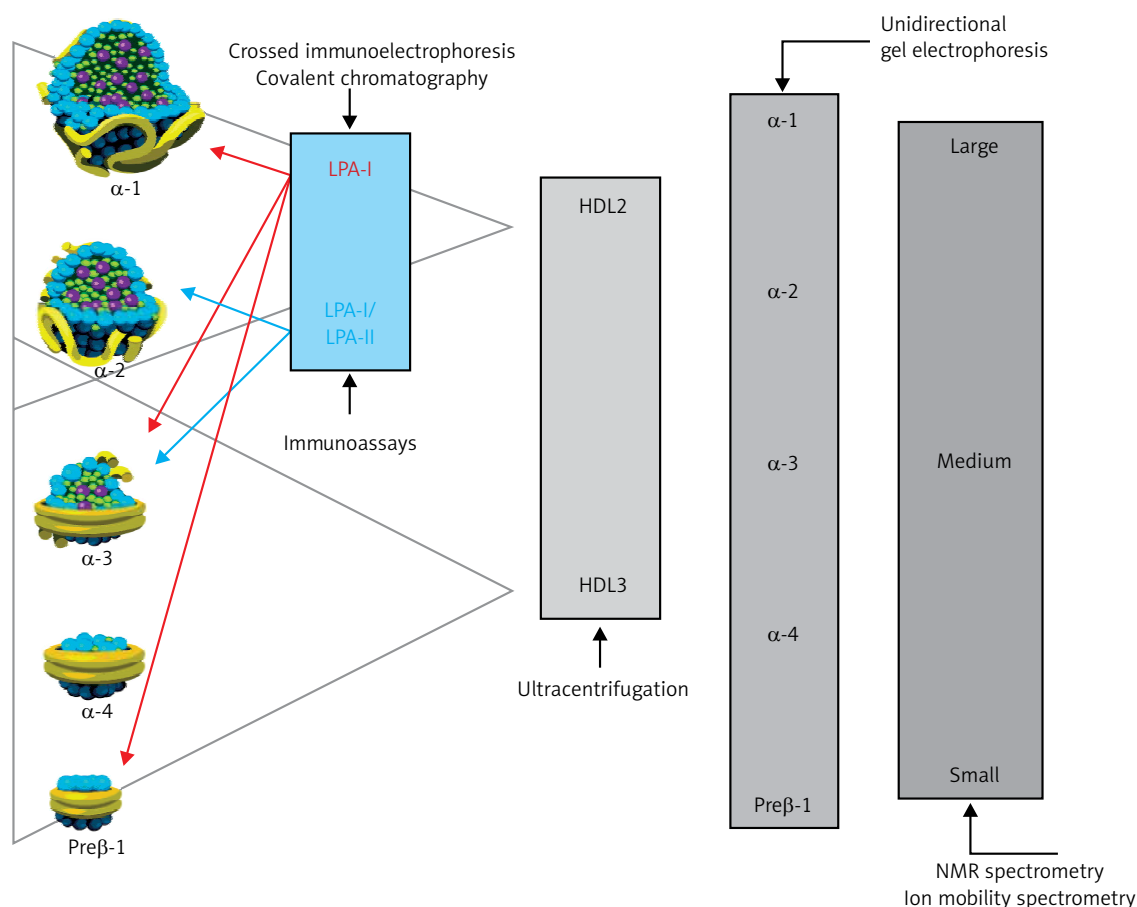 Crossed immunoelectrophoresis
Covalent chromatography
LPA-I
LPA-I/
LPA-II
Immunoassays
α-1
α-2
α-3
α-4
Preβ-1
HDL2
HDL3
Ultracentrifugation
Unidirectional
gel electrophoresis
α-1
α-2
α-3
α-4
Preβ-1
Large
Medium
Small
NMR spectrometry
Ion mobility spectrometry